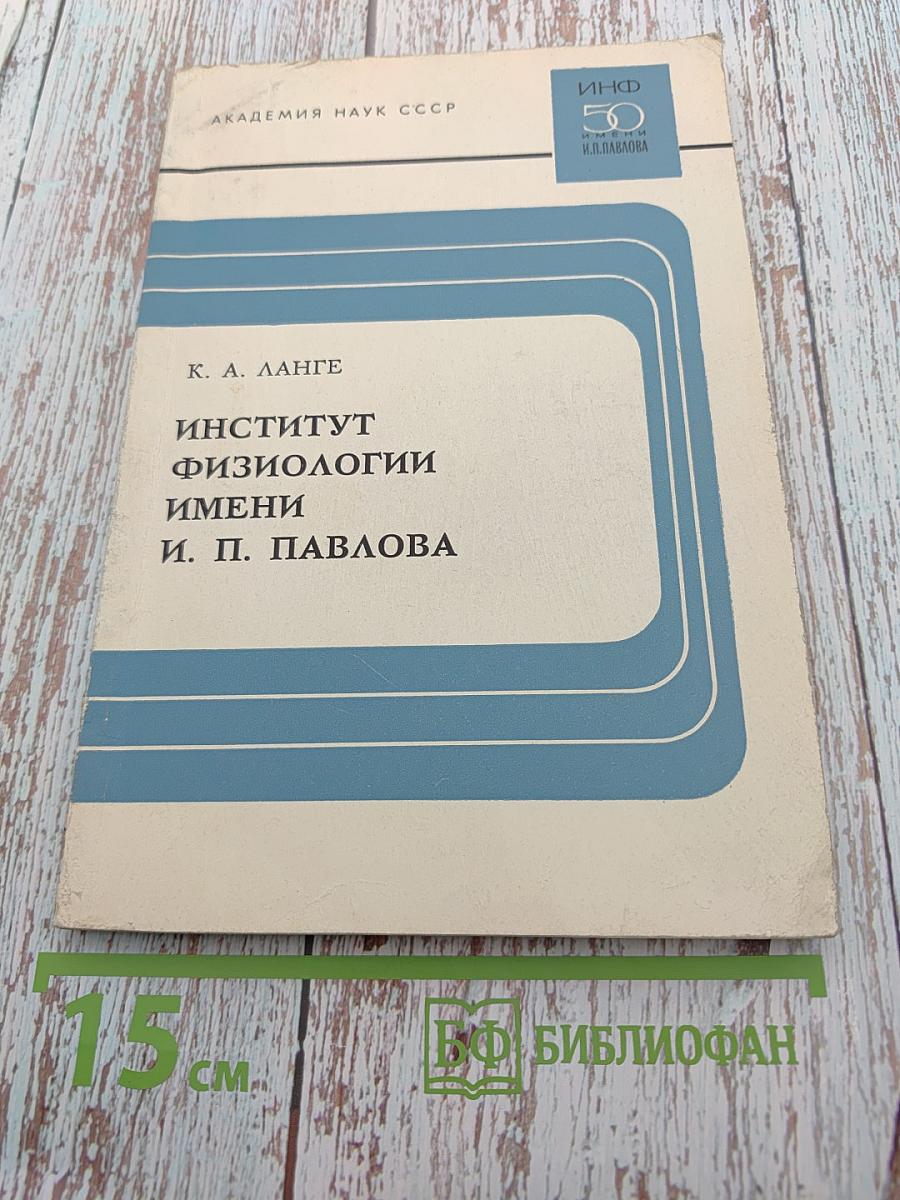 АКАДЕМИЯ НАУК СССР
ИНФ
50
ИМЕНИ
И.П.ПАВЛОВА
К. А. ЛАНГЕ
ИНСТИТУТ
ФИЗИОЛОГИИ
ИМЕНИ
И. П. ПАВЛОВА
15 см
БФ БИБЛИОФАН